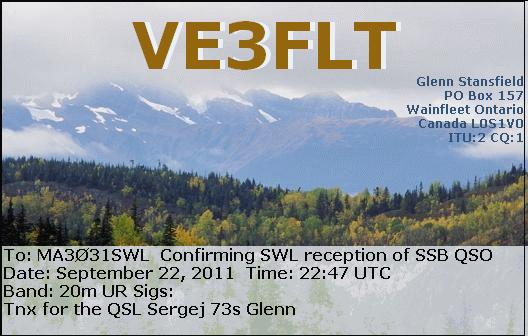 VE3FLT
Glenn Stansfield
PO Box 157
Wainfleet Ontario
Canada L0S1V0
ITU:2 CQ:1
To: MA3Ø31SWL  Confirming SWL reception of SSB QSO
Date: September 22, 2011  Time: 22:47 UTC
Band: 20m UR Sigs:
Tnx for the QSL Sergej 73s Glenn